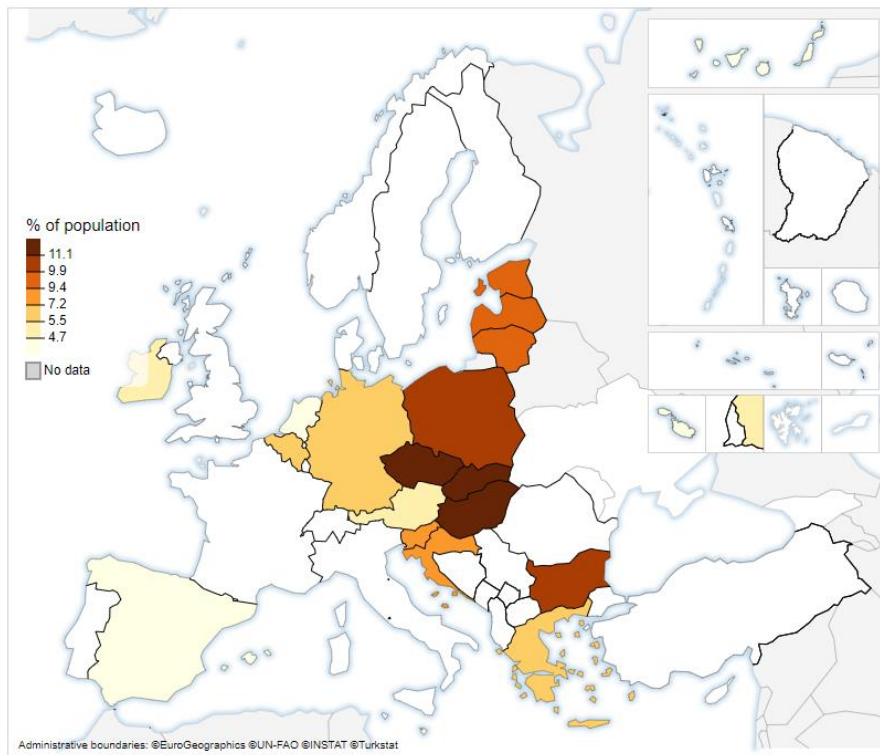 % of population
11.1
9.9
9.4
7.2
5.5
4.7
No data
Administrative boundaries: ©EuroGeographics ©UN-FAO ©INSTAT ©Turkstat